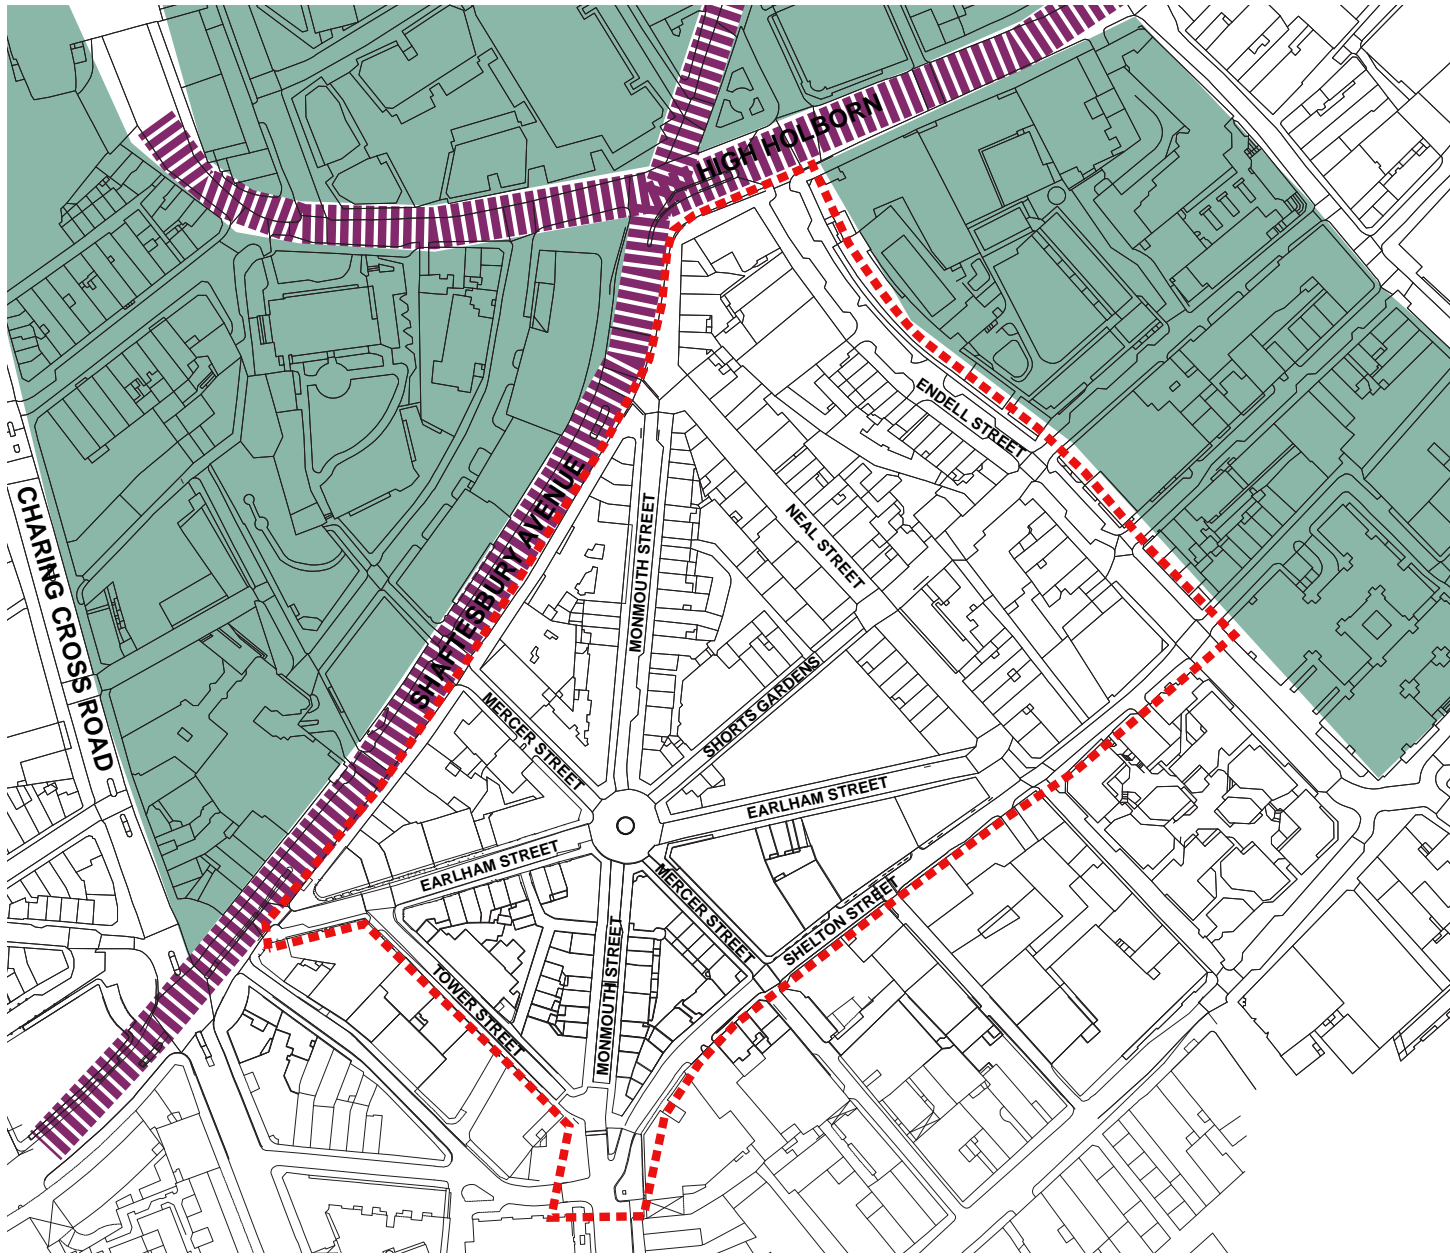 HIGH HOLBORN
ENDELL STREET
SHAFTESBURY AVENUE
CHARING CROSS ROAD
MONMOUTH STREET
NEAL STREET
SHORTS GARDENS
MERCER STREET
EARLHAM STREET
EARLHAM STREET
MERCER STREET
SHELTON STREET
TOWER STREET
MONMOUTH STREET